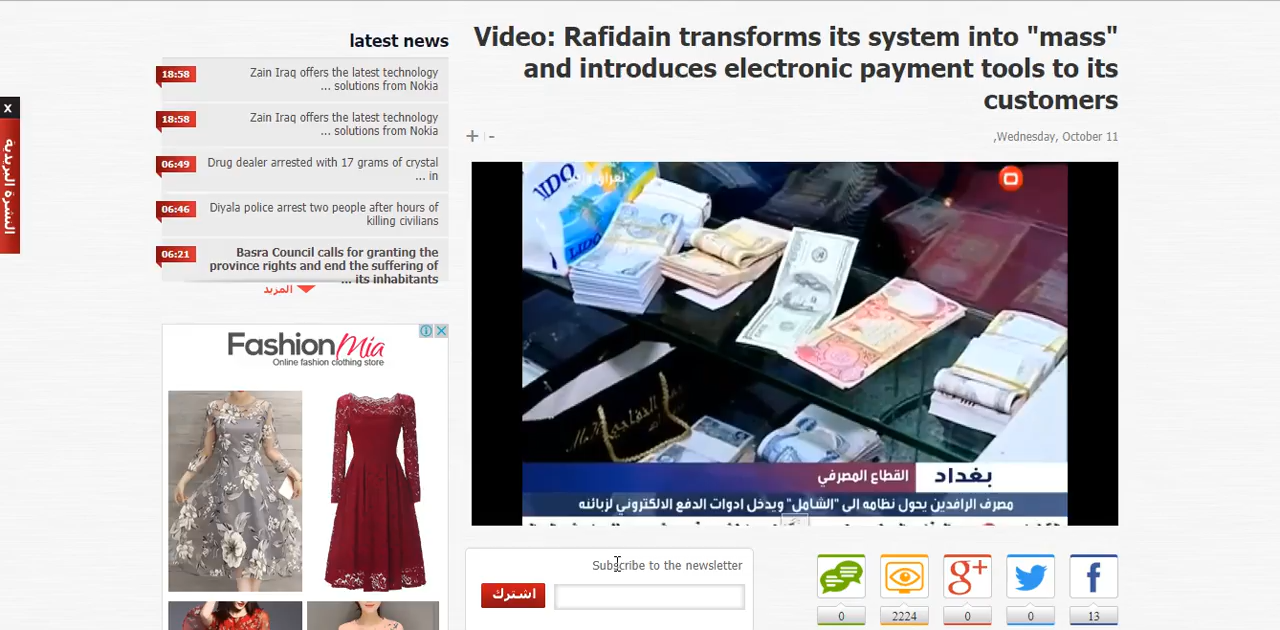 latest news
18:58
Zain Iraq offers the latest technology
... solutions from Nokia
18:58
Zain Iraq offers the latest technology
... solutions from Nokia
06:49
Drug dealer arrested with 17 grams of crystal
... in
06:46
Diyala police arrest two people after hours of
killing civilians
06:21
Basra Council calls for granting the
province rights and end the suffering of
... its inhabitants
المزيد
X
النشرة البريدية
FashionMia
Online fashion clothing store
Video: Rafidain transforms its system into "mass"
and introduces electronic payment tools to its
customers
+ | -
,Wednesday, October 11
بغداد
القطاع المصرفي
مصرف الرافدين يحول نظامه الى "الشامل" ويدخل ادوات الدفع الالكتروني لزبائنه
Subscribe to the newsletter
اشترك
0
2224
0
0
13